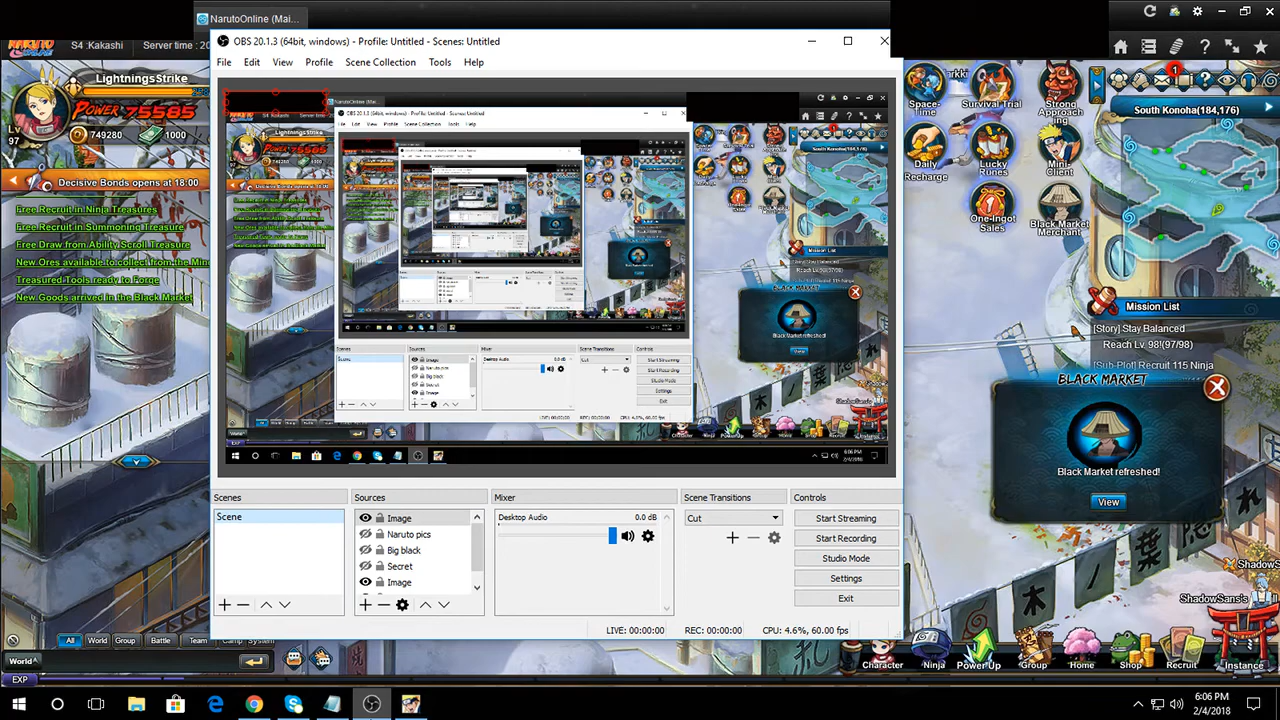 NarutoOnline (Mai...
S4 :Kakashi
Server time : 20
LightningsStrike
POWER 75585
749280
1000
97
Decisive Bonds opens at 18:00
Free Recruit in Ninja Treasures
Free Recruit in Summoning Treasure
Free Draw from Ability Scroll Treasure
New Ores available to collect from the Min
Treasured Tools ready to Forge
New Goods arrived in the Black Market
OBS 20.1.3 (64bit, windows) - Profile: Untitled - Scenes: Untitled
File Edit View Profile Scene Collection Tools Help
Scenes
Scene
Sources
Image
Naruto pics
Big black
Secret
Image
Mixer
Desktop Audio 0.0 dB
Scene Transitions
Cut
Controls
Start Streaming
Start Recording
Studio Mode
Settings
Exit
LIVE: 00:00:00 REC: 00:00:00 CPU: 4.6%, 60.00 fps
Space-Time
Survival Trial
Strong Approaching
Daily Recharge
Lucky Runes
Mini-Client
One-Ingot Sales
Black Market Merchant
1
South Konoha(184,176)
Mission List
[Story] Stay Balanced
Reach Lv. 98!(97/98)
[Sub-Plot] Recruit 115 Ninja
BLACK MARKET
Black Market refreshed!
View
ShadowS
ShadowSans's
All World Group Battle Team Camp System
World
EXP
Character Ninja Power Up Group Home Shop Recruit Instance
6:06 PM
2/4/2018